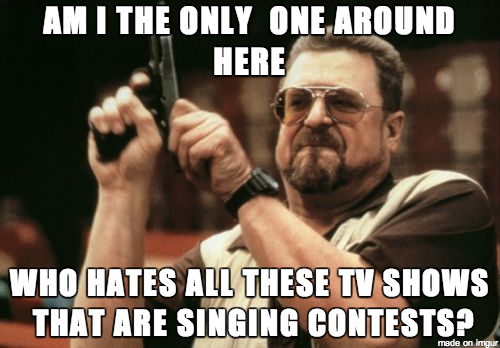 AM I THE ONLY ONE AROUND
HERE
WHO HATES ALL THESE TV SHOWS
THAT ARE SINGING CONTESTS?
made on imgur